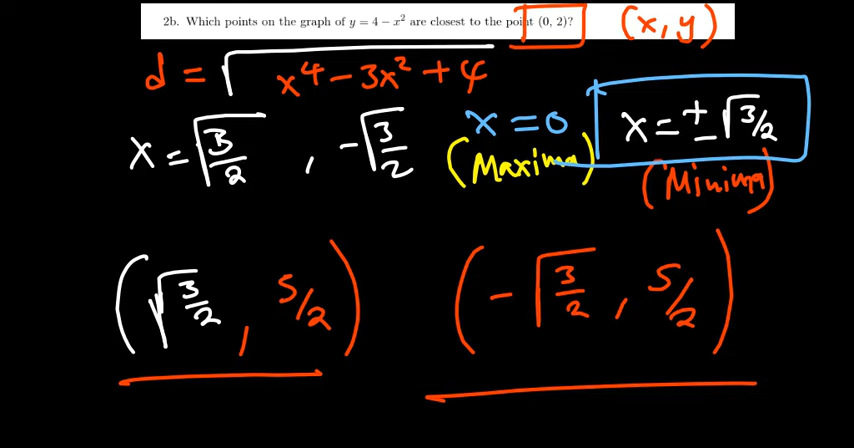 2b. Which points on the graph of y = 4 − x² are closest to the point (0, 2)?
(x, y)
d = √x⁴ − 3x² + 4
x = √3/2 , −√3/2
x = 0
x = ± √3/2
(Maxima)
(Minima)
(√3/2 , 5/2)
(−√3/2 , 5/2)